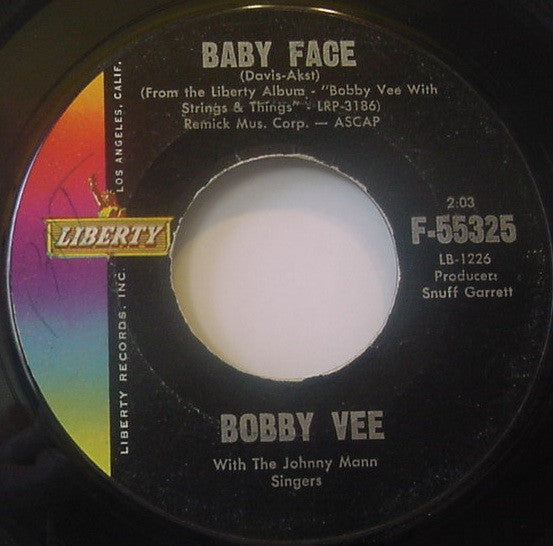 BABY FACE
(Davis-Akst)
(From the Liberty Album - "Bobby Vee With
Strings & Things" - LRP-3186)
Remick Mus. Corp. — ASCAP
LIBERTY
LIBERTY RECORDS, INC.
LOS ANGELES, CALIF.
2:03
F-55325
LB-1226
Producer:
Snuff Garrett
BOBBY VEE
With The Johnny Mann
Singers